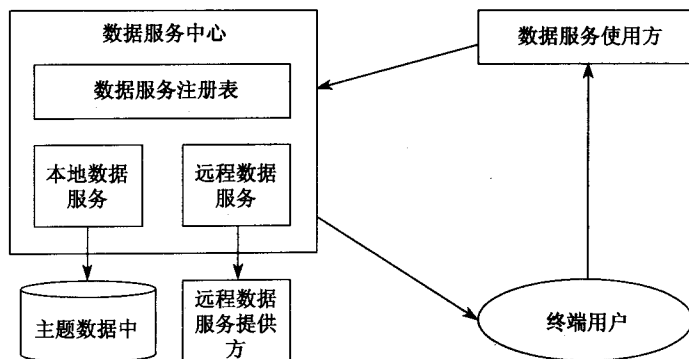 数据服务中心
数据服务使用方
数据服务注册表
本地数据
服务
远程数据
服务
主题数据中
远程数据
服务提供
方
终端用户